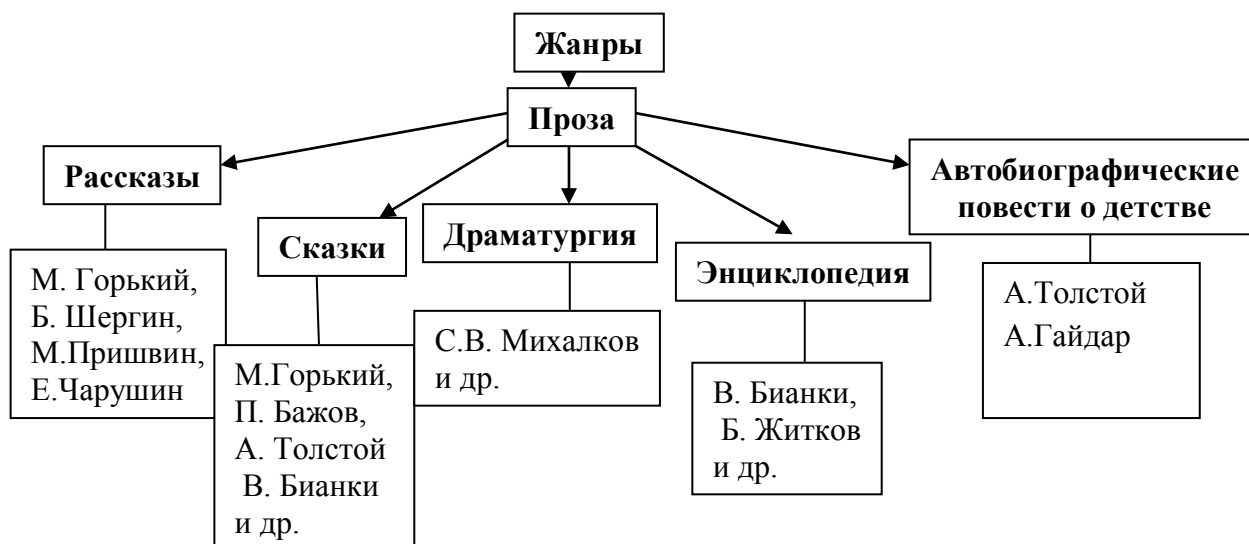 Жанры
Проза
Рассказы
М. Горький,
Б. Шергин,
М.Пришвин,
Е.Чарушин
Сказки
М.Горький,
П. Бажов,
А. Толстой
В. Бианки
и др.
Драматургия
С.В. Михалков
и др.
Энциклопедия
В. Бианки,
Б. Житков
и др.
Автобиографические
повести о детстве
А.Толстой
А.Гайдар